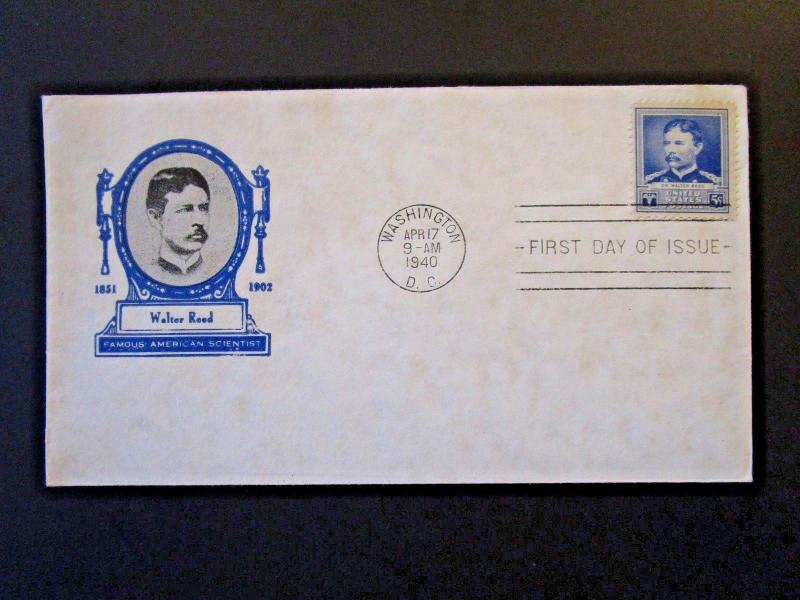 1851 1902
Walter Reed
FAMOUS AMERICAN SCIENTIST
WASHINGTON
APR 17
9-AM
1940
D. C.
DR. WALTER REED
UNITED
STATES
5¢
-FIRST DAY OF ISSUE-